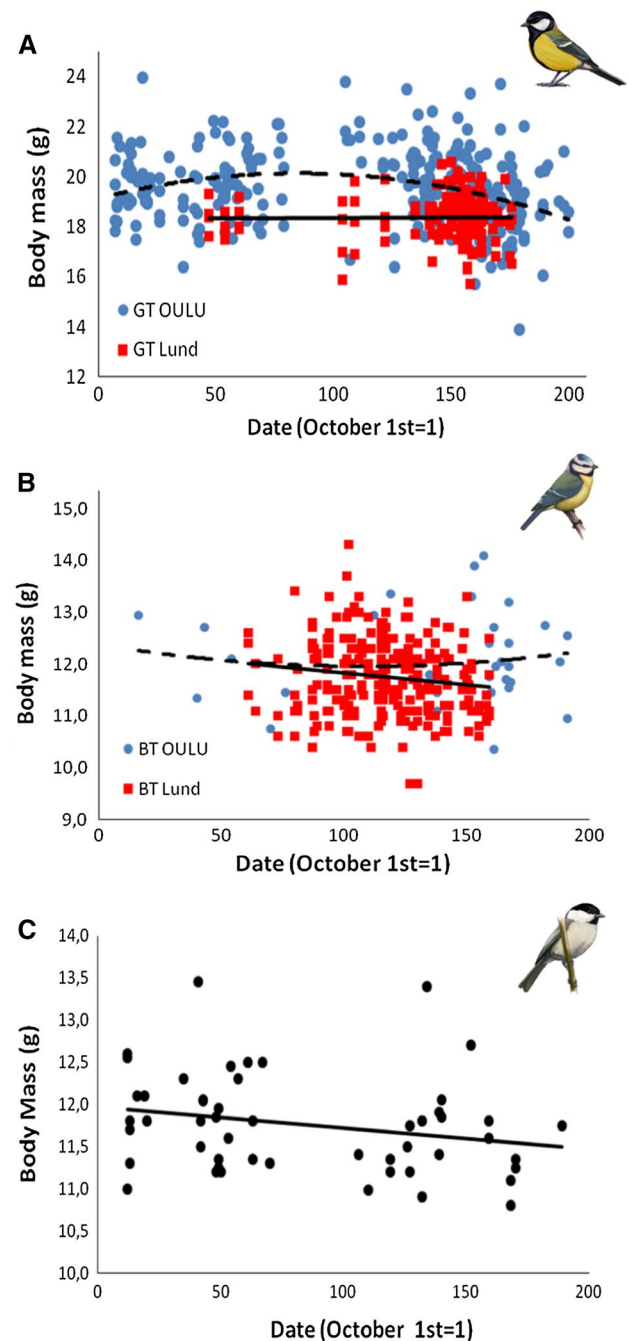 A
Body mass (g)
24
22
20
18
16
14
12
GT OULU
GT Lund
0 50 100 150 200
Date (October 1st=1)
B
Body mass (g)
15,0
14,0
13,0
12,0
11,0
10,0
9,0
BT OULU
BT Lund
0 50 100 150 200
Date (October 1st=1)
C
Body Mass (g)
14,0
13,5
13,0
12,5
12,0
11,5
11,0
10,5
10,0
0 50 100 150 200
Date (October 1st=1)